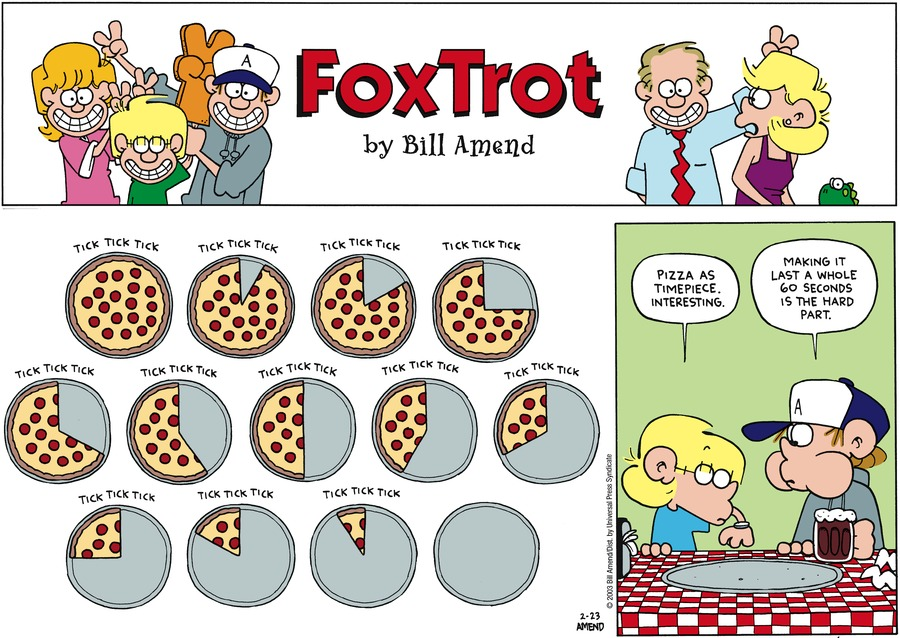 A
FoxTrot
by Bill Amend
TICK TICK TICK
TICK TICK TICK
TICK TICK TICK
TICK TICK TICK
TICK TICK TICK
TICK TICK TICK
TICK TICK TICK
TICK TICK TICK
TICK TICK TICK
TICK TICK TICK
TICK TICK TICK
TICK TICK TICK
2-23
AMEND
© 2003 Bill Amend/Dist. by Universal Press Syndicate
PIZZA AS
TIMEPIECE.
INTERESTING.
MAKING IT
LAST A WHOLE
60 SECONDS
IS THE HARD
PART.
A